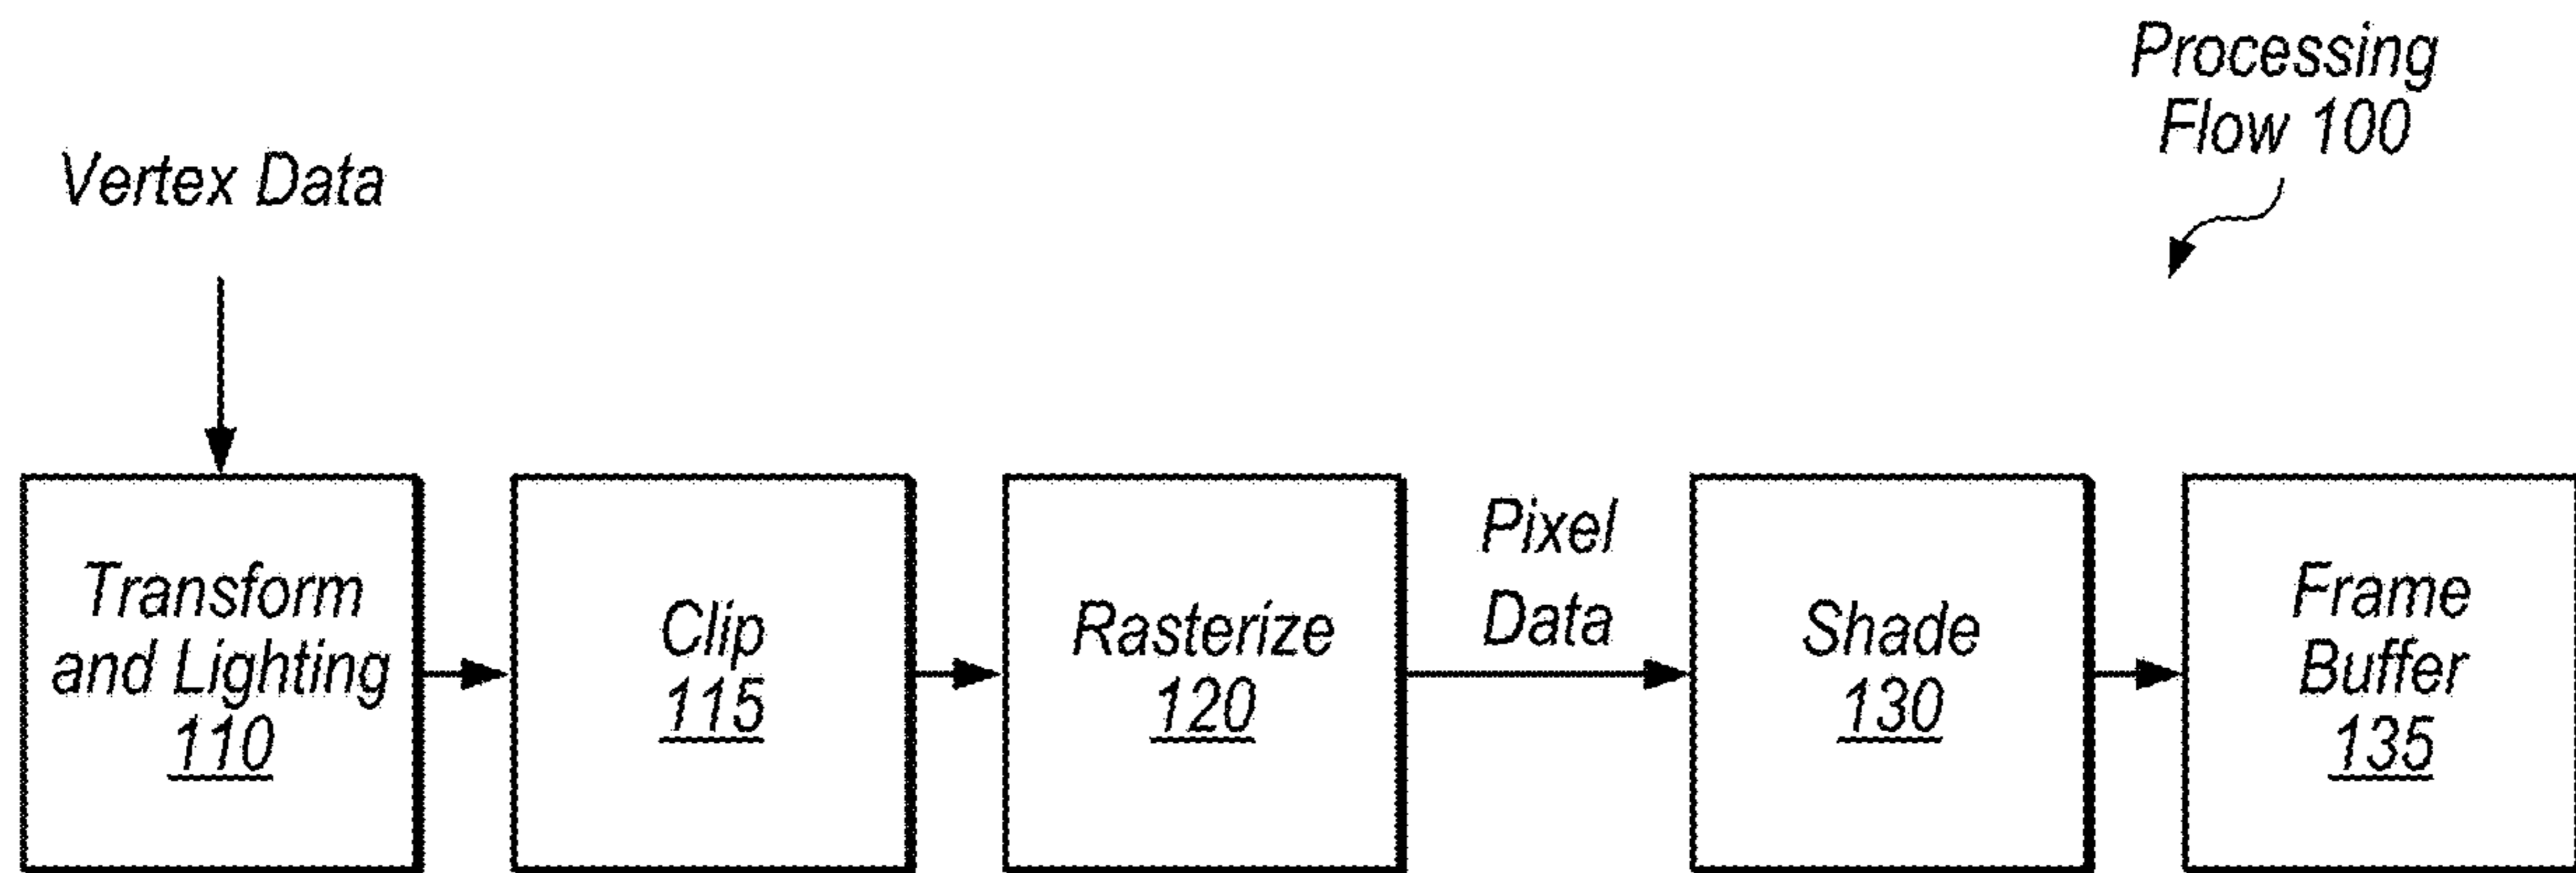 Processing
Flow 100
Vertex Data
Transform
and Lighting
110
Clip
115
Rasterize
120
Pixel
Data
Shade
130
Frame
Buffer
135